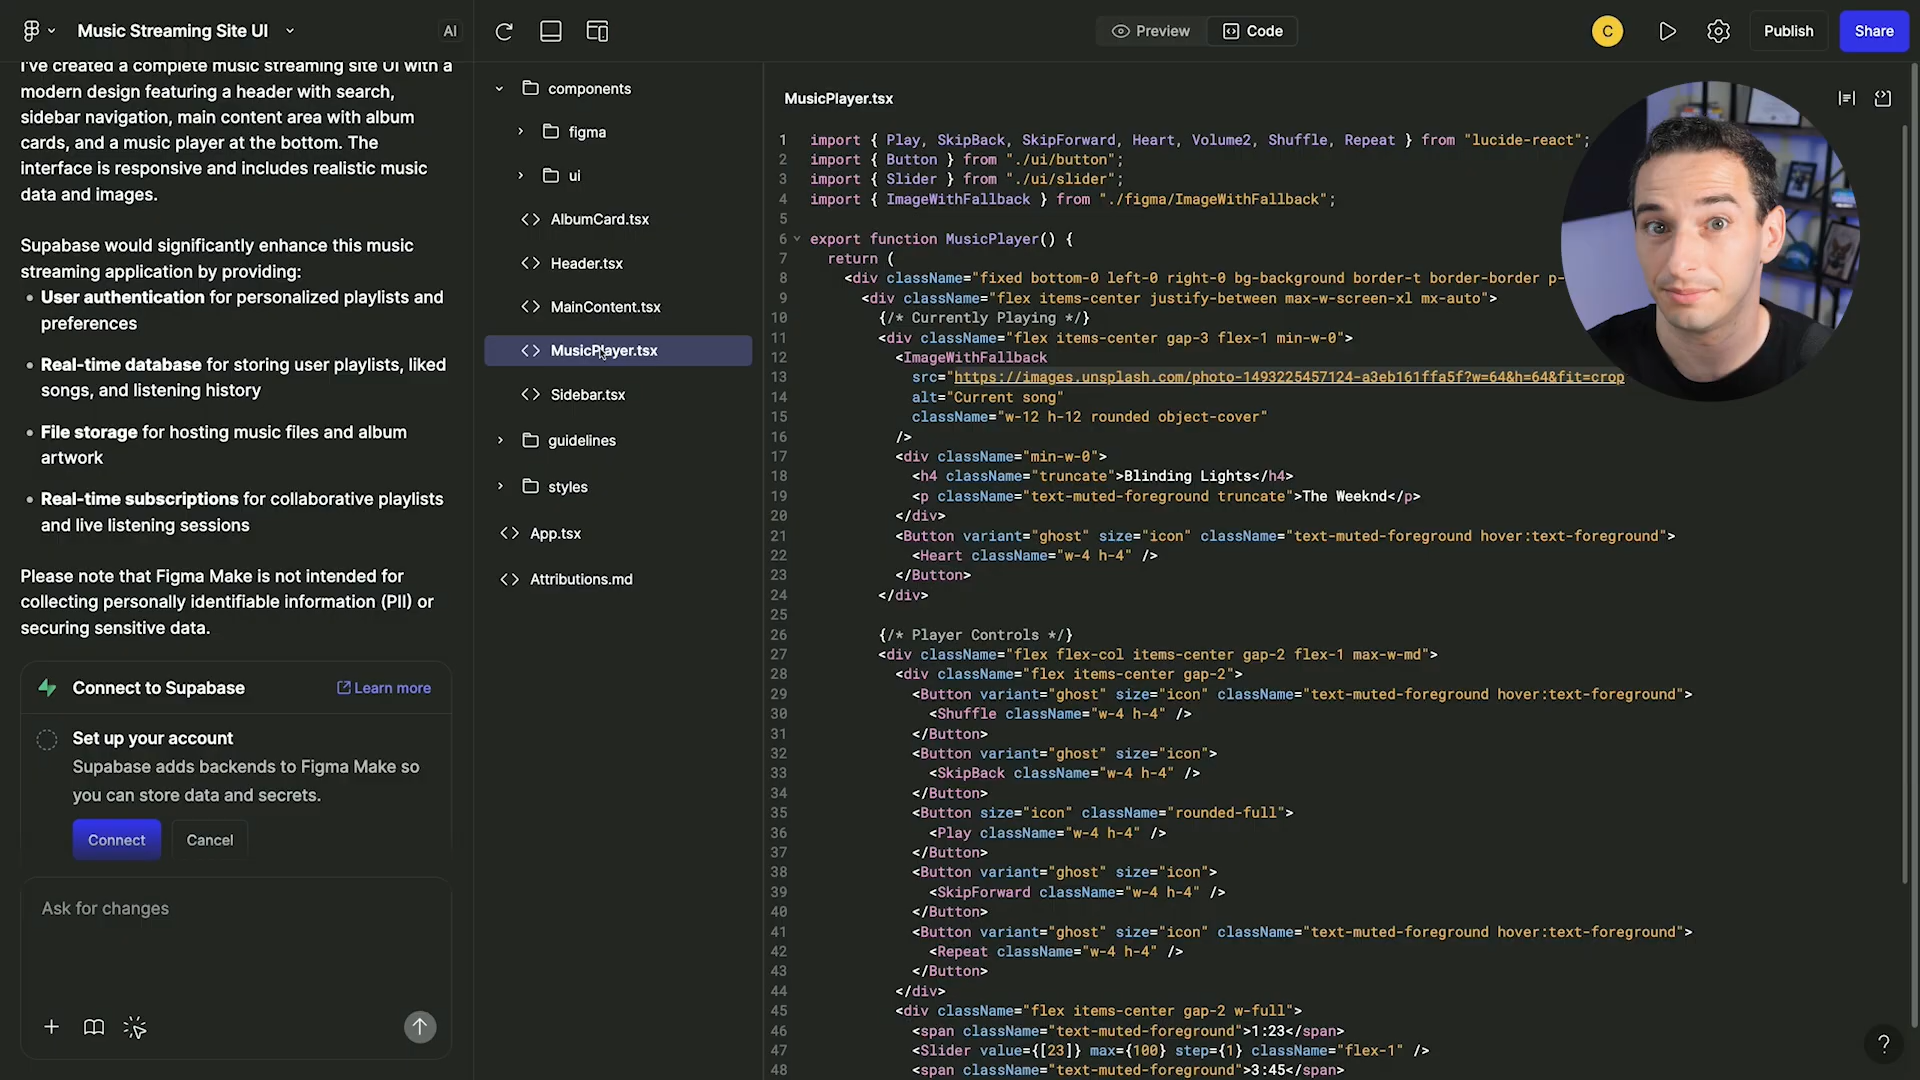 Music Streaming Site UI
AI
Preview
Code
C
Publish
Share
I've created a complete music streaming site UI with a
modern design featuring a header with search,
sidebar navigation, main content area with album
cards, and a music player at the bottom. The
interface is responsive and includes realistic music
data and images.
Supabase would significantly enhance this music
streaming application by providing:
• User authentication for personalized playlists and
preferences
• Real-time database for storing user playlists, liked
songs, and listening history
• File storage for hosting music files and album
artwork
• Real-time subscriptions for collaborative playlists
and live listening sessions
Please note that Figma Make is not intended for
collecting personally identifiable information (PII) or
securing sensitive data.
Connect to Supabase
Learn more
Set up your account
Supabase adds backends to Figma Make so
you can store data and secrets.
Connect
Cancel
Ask for changes
components
figma
ui
AlbumCard.tsx
Header.tsx
MainContent.tsx
MusicPlayer.tsx
Sidebar.tsx
guidelines
styles
App.tsx
Attributions.md
MusicPlayer.tsx
1 import { Play, SkipBack, SkipForward, Heart, Volume2, Shuffle, Repeat } from "lucide-react";
2 import { Button } from "./ui/button";
3 import { Slider } from "./ui/slider";
4 import { ImageWithFallback } from "./figma/ImageWithFallback";
5
6 export function MusicPlayer() {
7 return (
8 <div className="fixed bottom-0 left-0 right-0 bg-background border-t border-border p-
9 <div className="flex items-center justify-between max-w-screen-xl mx-auto">
10 {/* Currently Playing */}
11 <div className="flex items-center gap-3 flex-1 min-w-0">
12 <ImageWithFallback
13 src="https://images.unsplash.com/photo-1493225457124-a3eb161ffa5f?w=64&h=64&fit=crop
14 alt="Current song"
15 className="w-12 h-12 rounded object-cover"
16 />
17 <div className="min-w-0">
18 <h4 className="truncate">Blinding Lights</h4>
19 <p className="text-muted-foreground truncate">The Weeknd</p>
20 </div>
21 <Button variant="ghost" size="icon" className="text-muted-foreground hover:text-foreground">
22 <Heart className="w-4 h-4" />
23 </Button>
24 </div>
25
26 {/* Player Controls */}
27 <div className="flex flex-col items-center gap-2 flex-1 max-w-md">
28 <div className="flex items-center gap-2">
29 <Button variant="ghost" size="icon" className="text-muted-foreground hover:text-foreground">
30 <Shuffle className="w-4 h-4" />
31 </Button>
32 <Button variant="ghost" size="icon">
33 <SkipBack className="w-4 h-4" />
34 </Button>
35 <Button size="icon" className="rounded-full">
36 <Play className="w-4 h-4" />
37 </Button>
38 <Button variant="ghost" size="icon">
39 <SkipForward className="w-4 h-4" />
40 </Button>
41 <Button variant="ghost" size="icon" className="text-muted-foreground hover:text-foreground">
42 <Repeat className="w-4 h-4" />
43 </Button>
44 </div>
45 <div className="flex items-center gap-2 w-full">
46 <span className="text-muted-foreground">1:23</span>
47 <Slider value={[23]} max={100} step={1} className="flex-1" />
48 <span className="text-muted-foreground">3:45</span>
?